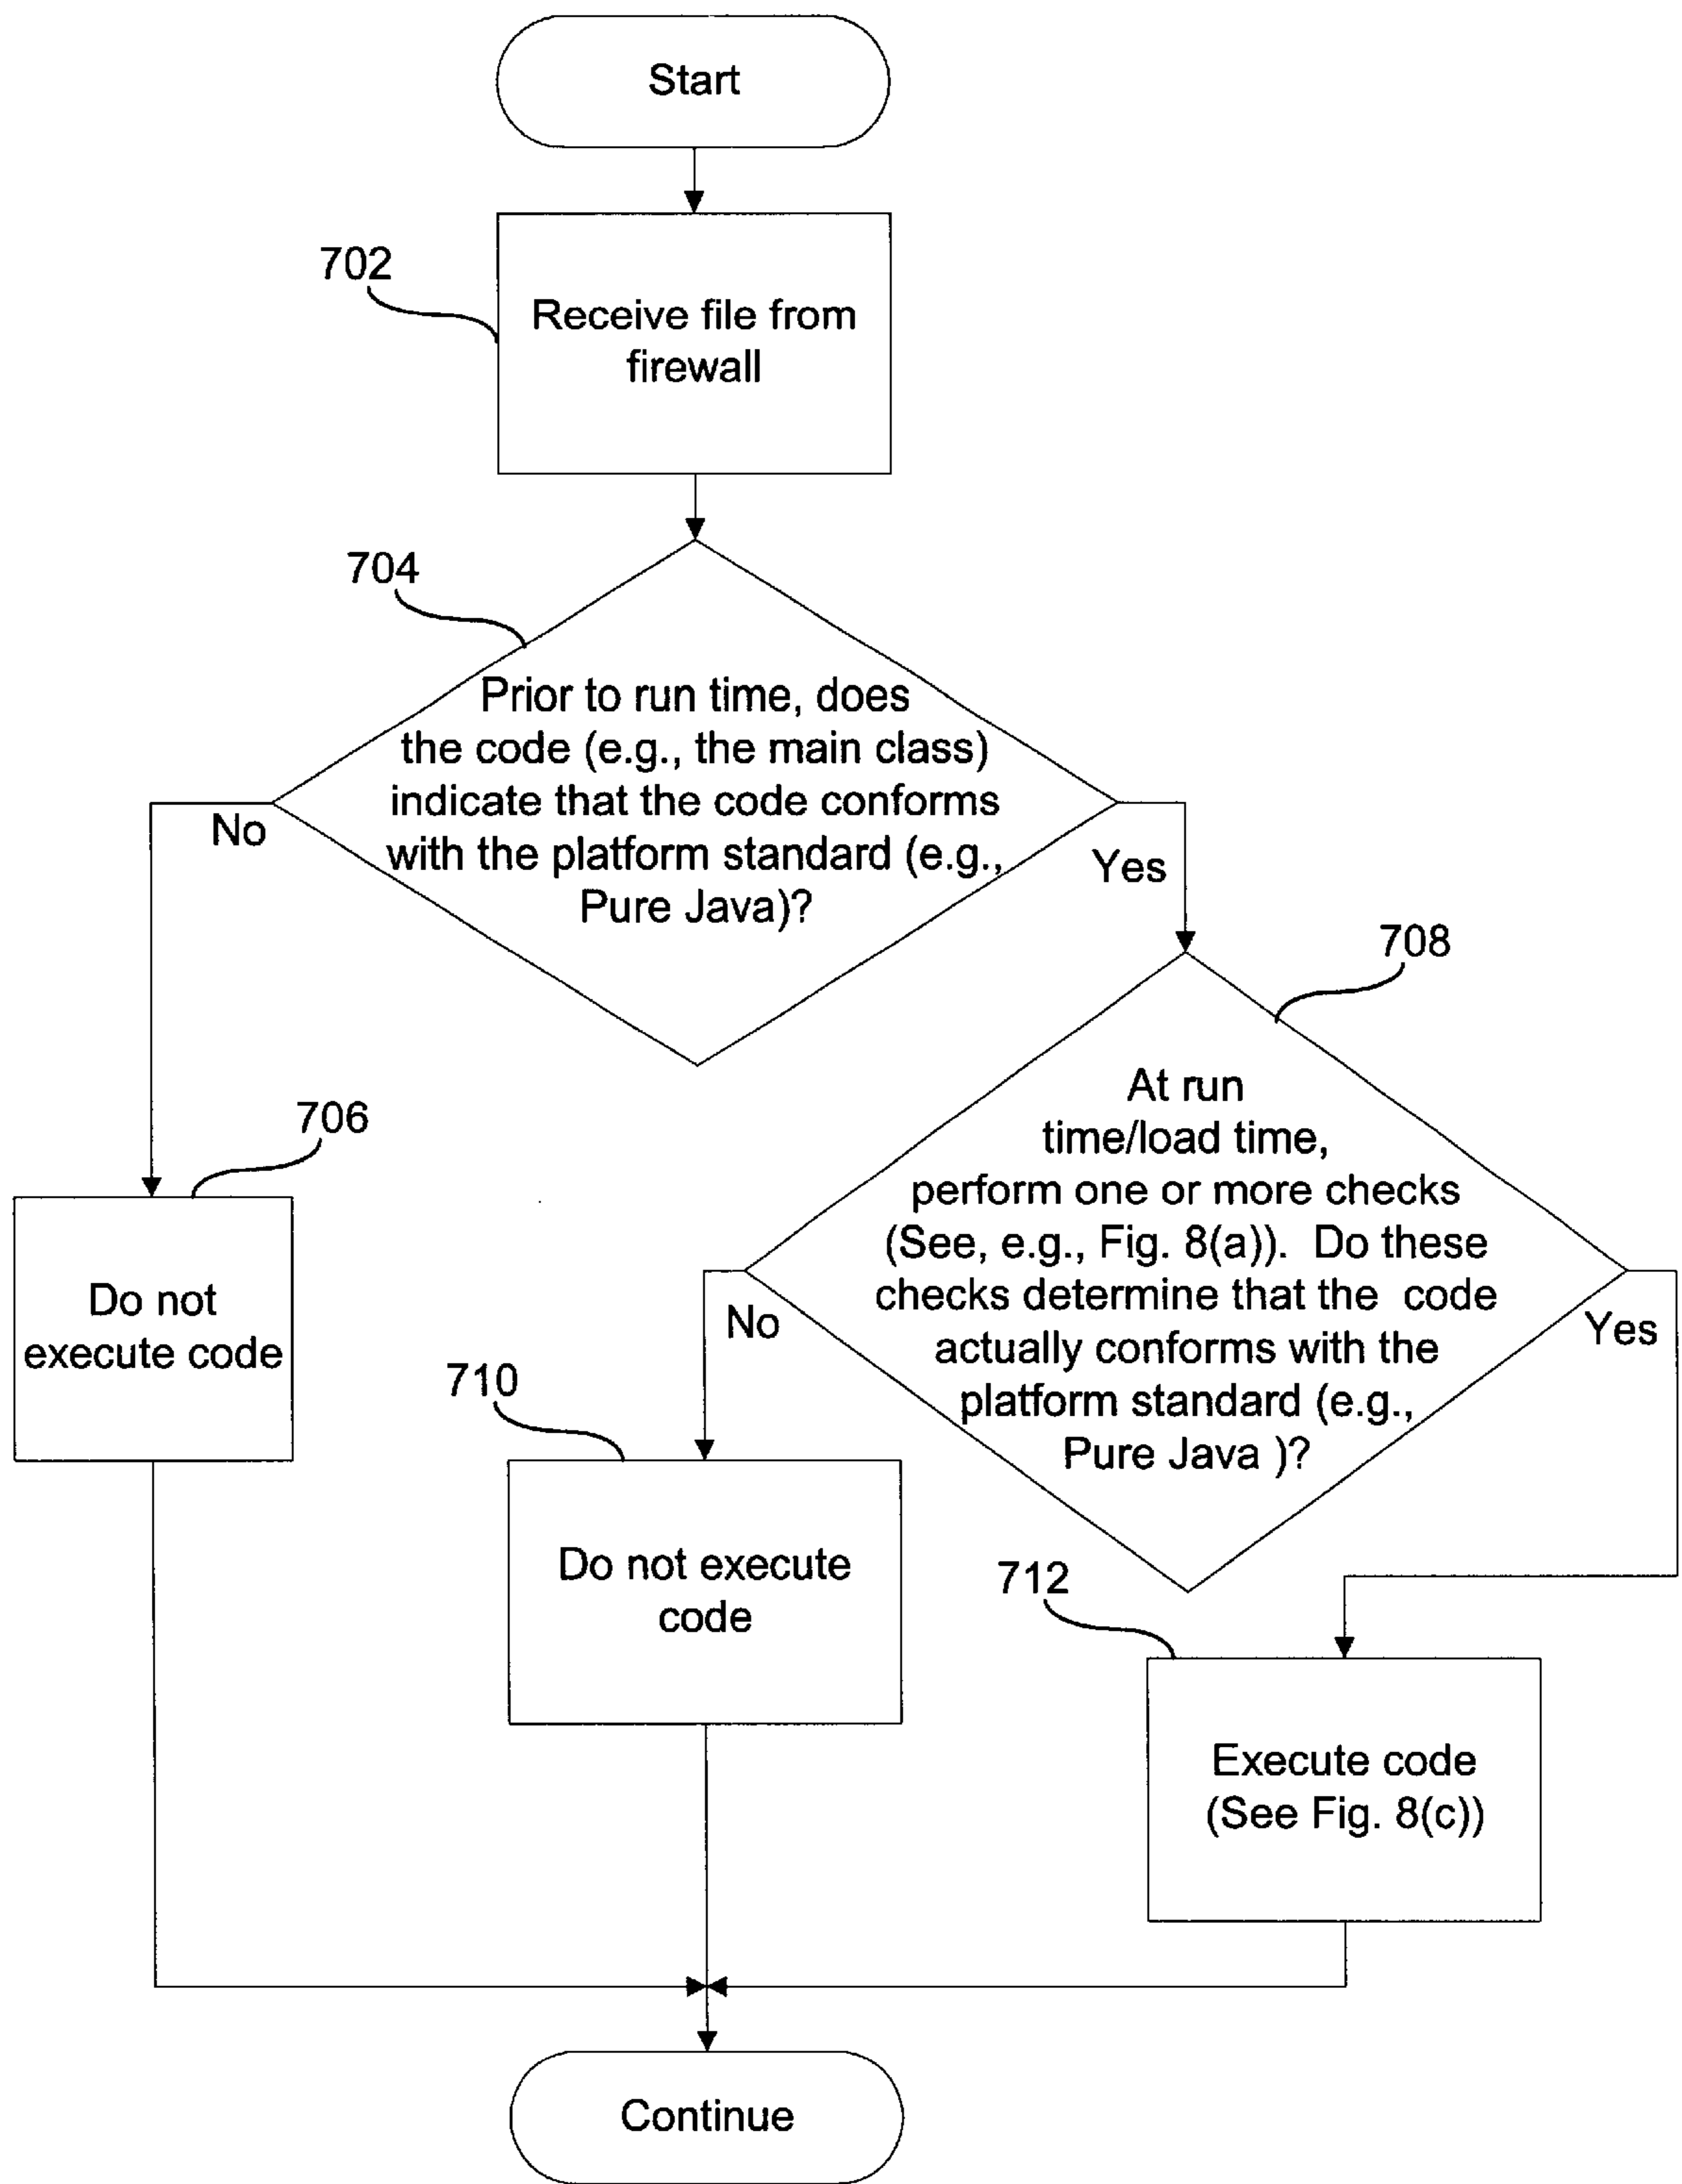 Start
702
Receive file from
firewall
704
Prior to run time, does
the code (e.g., the main class)
indicate that the code conforms
with the platform standard (e.g.,
Pure Java)?
No
Yes
706
Do not
execute code
708
At run
time/load time,
perform one or more checks
(See, e.g., Fig. 8(a)).  Do these
checks determine that the  code
actually conforms with the
platform standard (e.g.,
Pure Java )?
No
Yes
710
Do not execute
code
712
Execute code
(See Fig. 8(c))
Continue